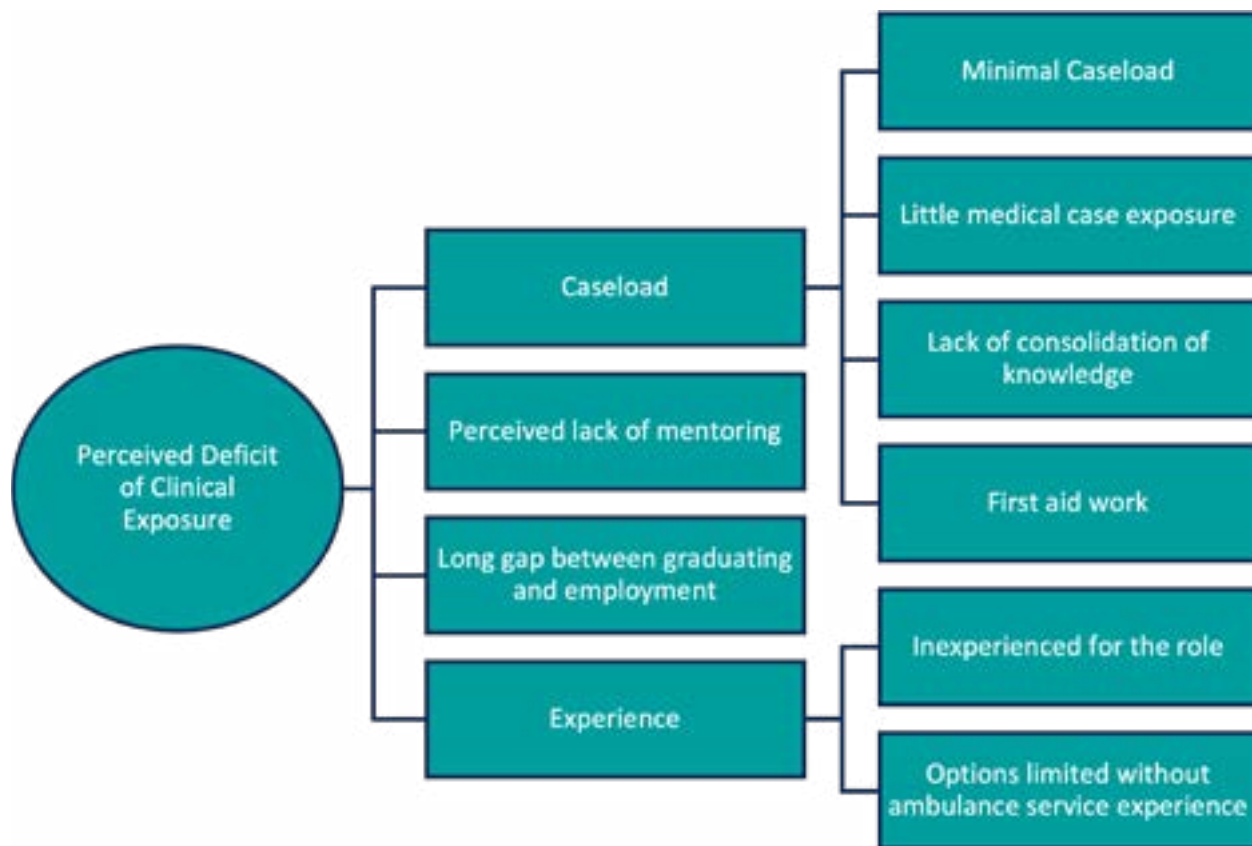 Perceived Deficit
of Clinical
Exposure
Caseload
Perceived lack of mentoring
Long gap between graduating
and employment
Experience
Minimal Caseload
Little medical case exposure
Lack of consolidation of
knowledge
First aid work
Inexperienced for the role
Options limited without
ambulance service experience